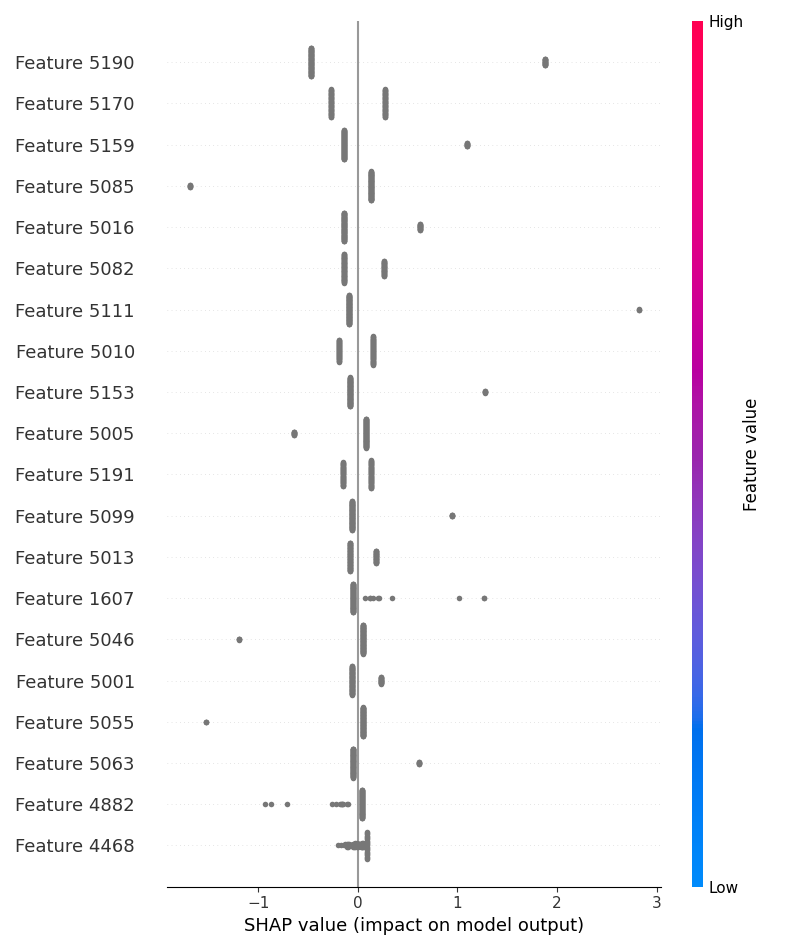 High
Feature 5190
Feature 5170
Feature 5159
Feature 5085
Feature 5016
Feature 5082
Feature 5111
Feature 5010
Feature 5153
Feature 5005
Feature 5191
Feature 5099
Feature 5013
Feature 1607
Feature 5046
Feature 5001
Feature 5055
Feature 5063
Feature 4882
Feature 4468
Feature value
Low
−1 0 1 2 3
SHAP value (impact on model output)